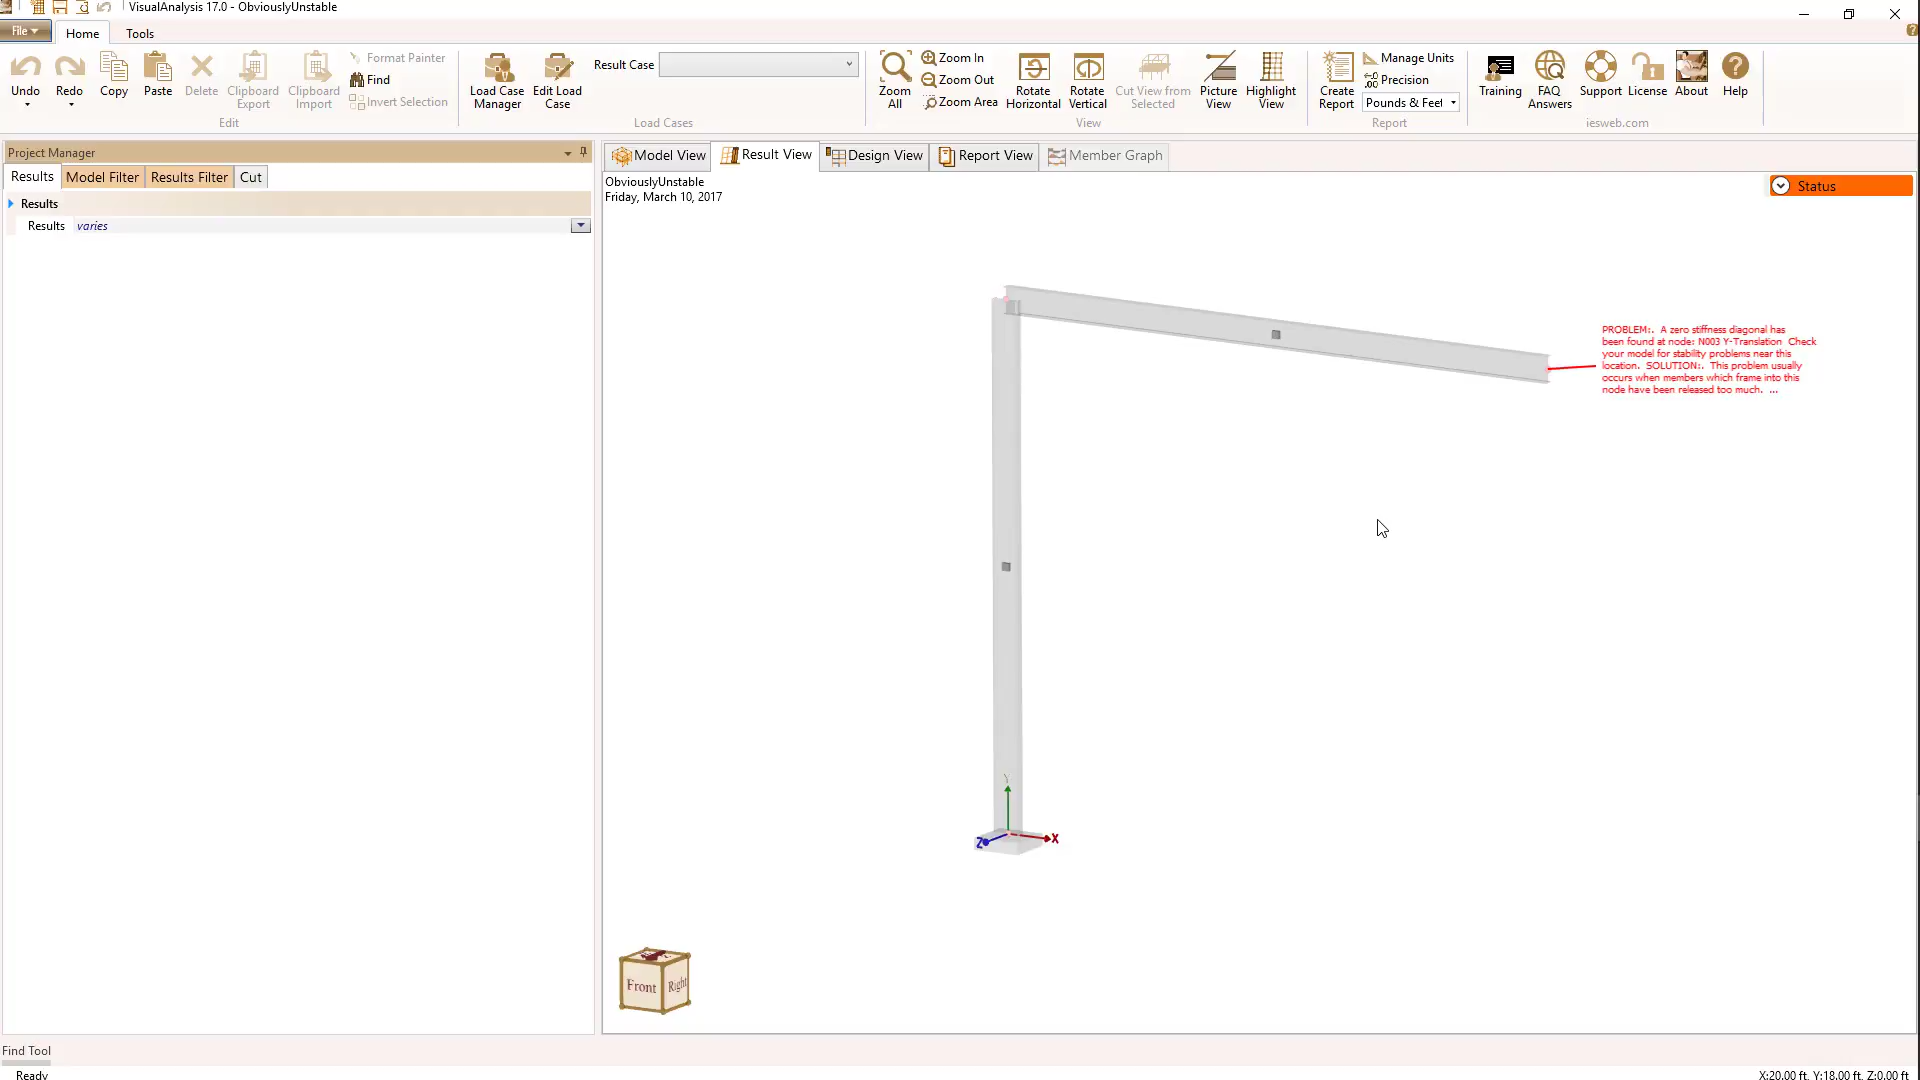 VisualAnalysis 17.0 - ObviouslyUnstable
File
Home
Tools
Undo
Redo
Copy
Paste
Delete
Clipboard Export
Clipboard Import
Format Painter
Find
Invert Selection
Edit
Load Case Manager
Edit Load Case
Result Case
Load Cases
Zoom All
Zoom In
Zoom Out
Zoom Area
Rotate Horizontal
Rotate Vertical
Cut View from Selected
Picture View
Highlight View
View
Create Report
Manage Units
Precision
Pounds & Feet
Report
Training
FAQ Answers
Support
License
About
Help
iesweb.com
Project Manager
Results
Model Filter
Results Filter
Cut
Results
Results varies
Model View
Result View
Design View
Report View
Member Graph
ObviouslyUnstable
Friday, March 10, 2017
Status
PROBLEM:. A zero stiffness diagonal has
been found at node: N003 Y-Translation Check
your model for stability problems near this
location. SOLUTION:. This problem usually
occurs when members which frame into this
node have been released too much. ...
Y
Z
X
Front
Right
Find Tool
Ready
X:20.00 ft, Y:18.00 ft, Z:0.00 ft